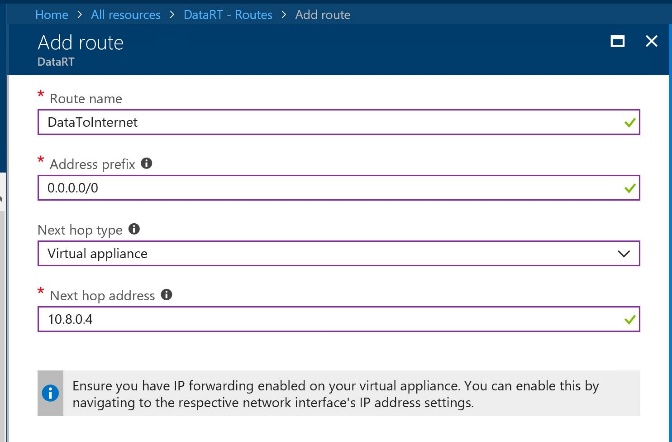 Home > All resources > DataRT - Routes > Add route
Add route
DataRT
* Route name
DataToInternet
* Address prefix
0.0.0.0/0
Next hop type
Virtual appliance
* Next hop address
10.8.0.4
Ensure you have IP forwarding enabled on your virtual appliance. You can enable this by
navigating to the respective network interface's IP address settings.